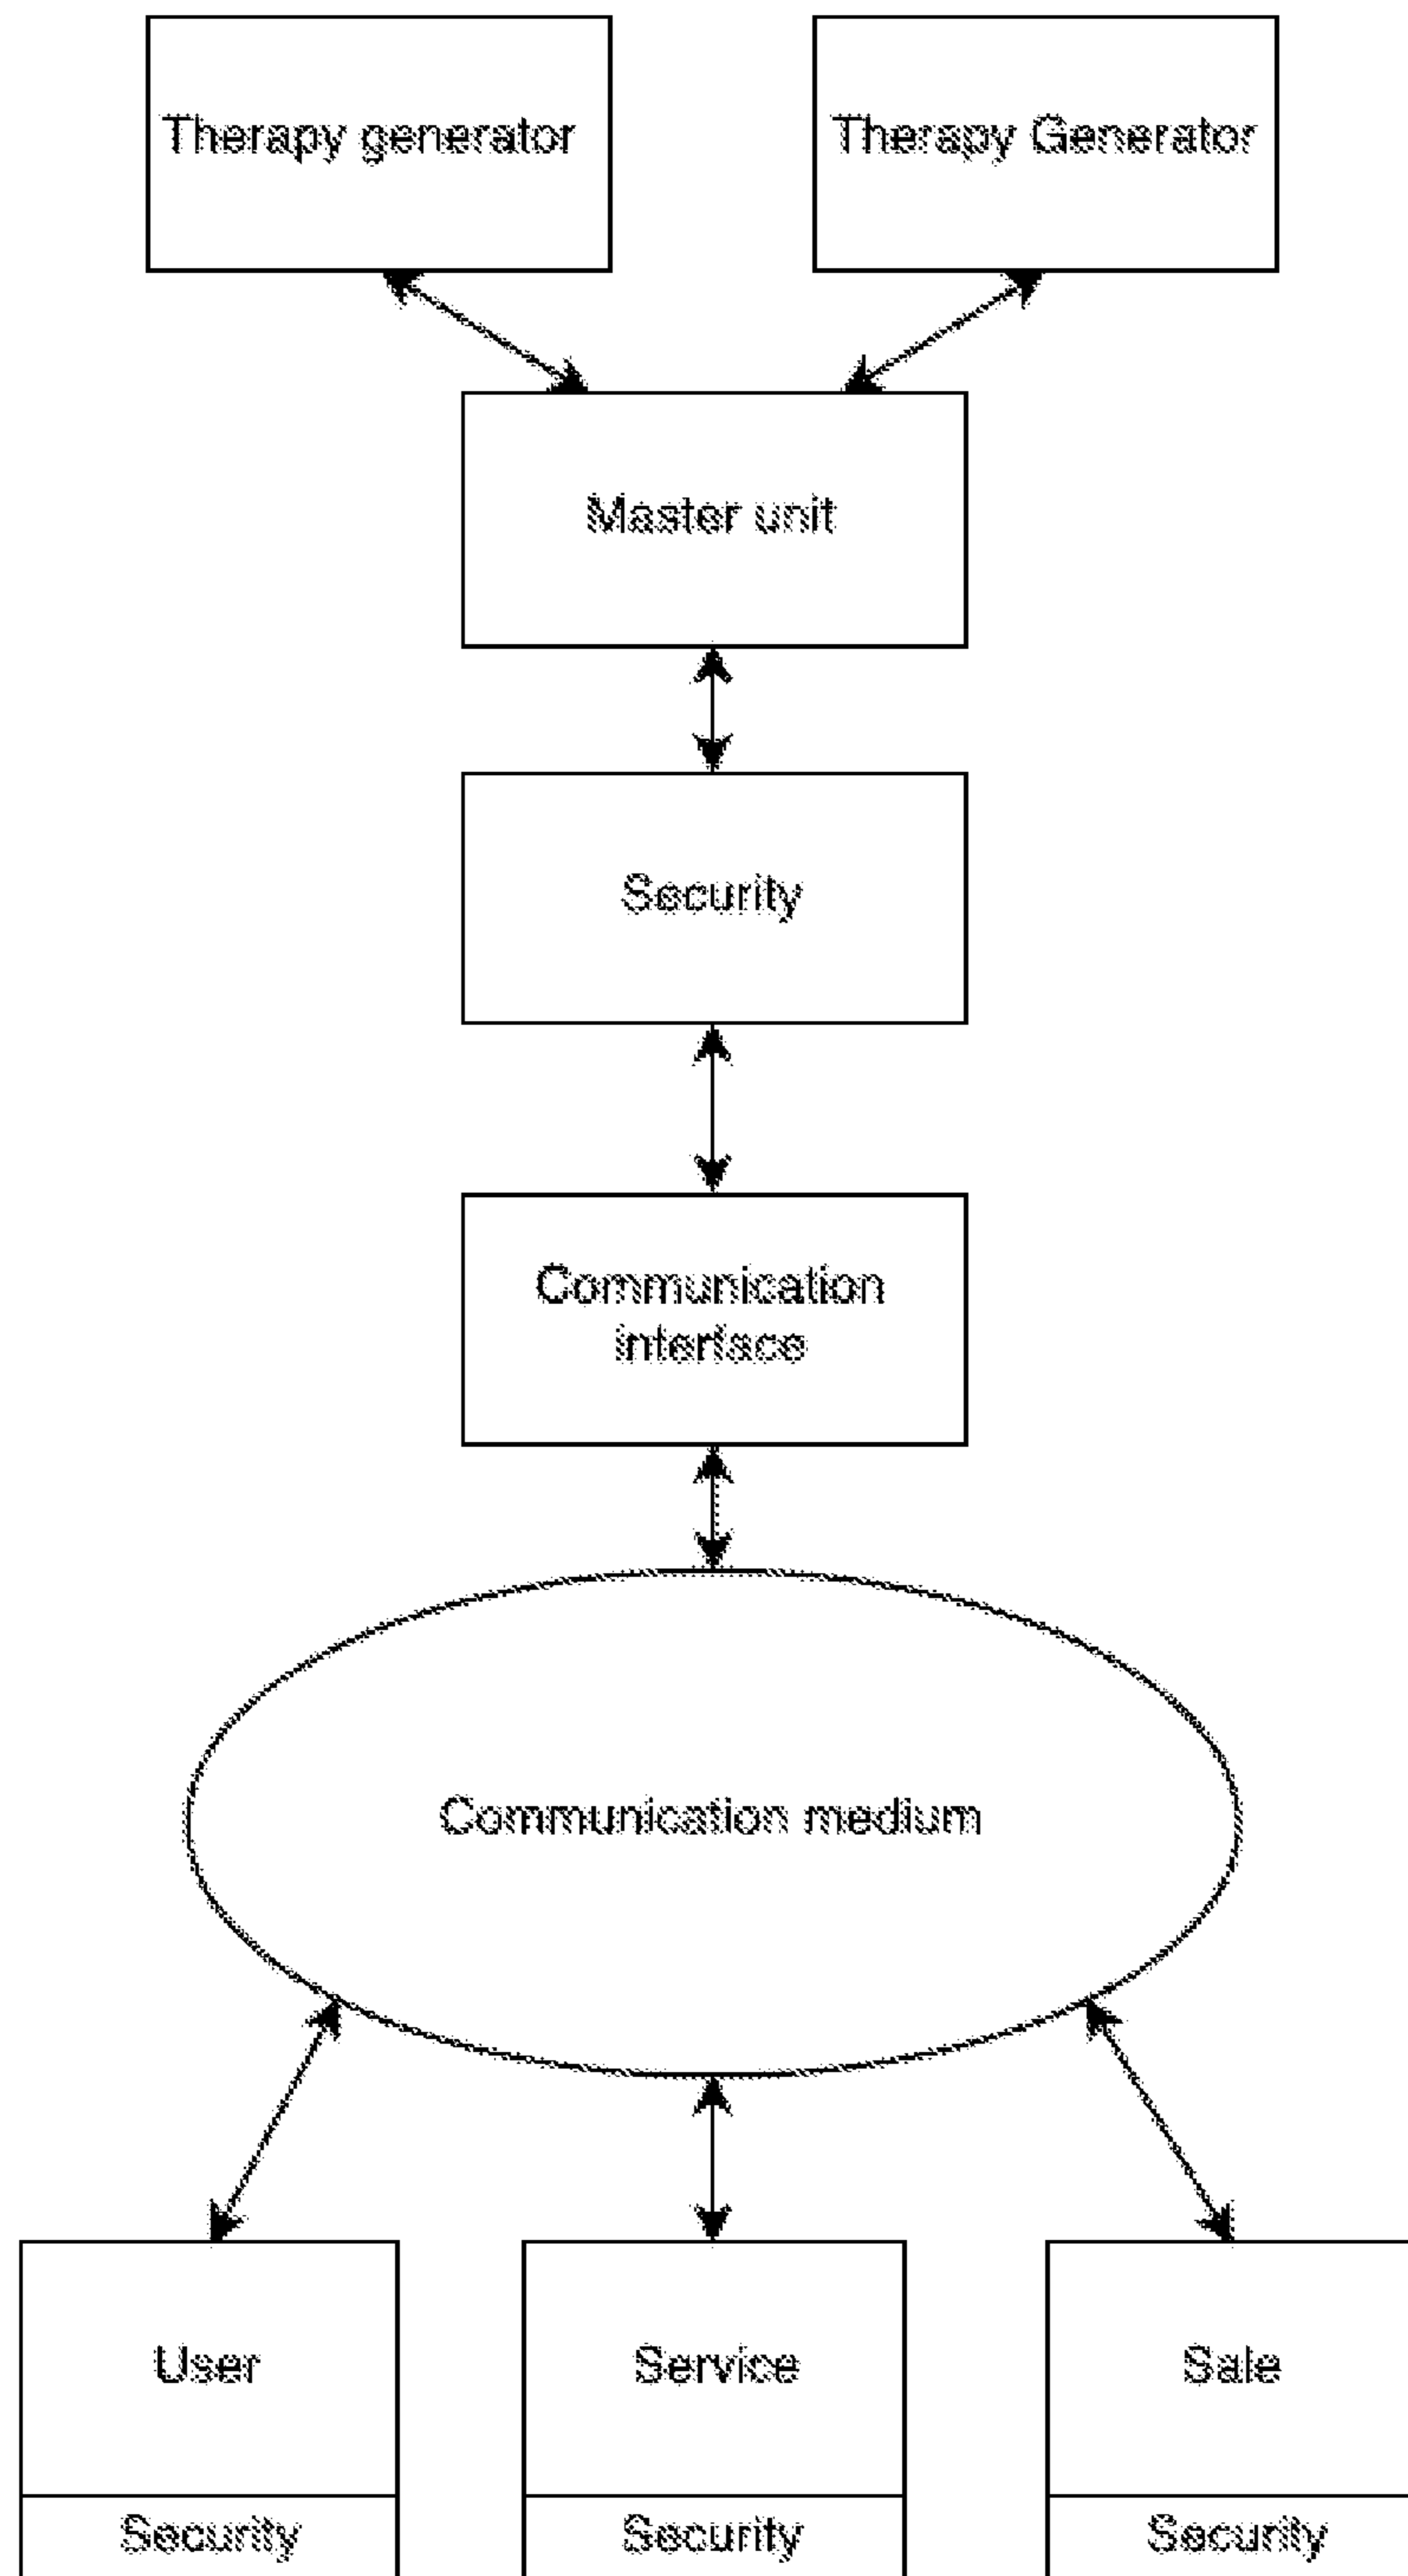 Therapy generator
Therapy Generator
Master unit
Security
Communication
interface
Communication medium
User
Service
Sale
Security
Security
Security